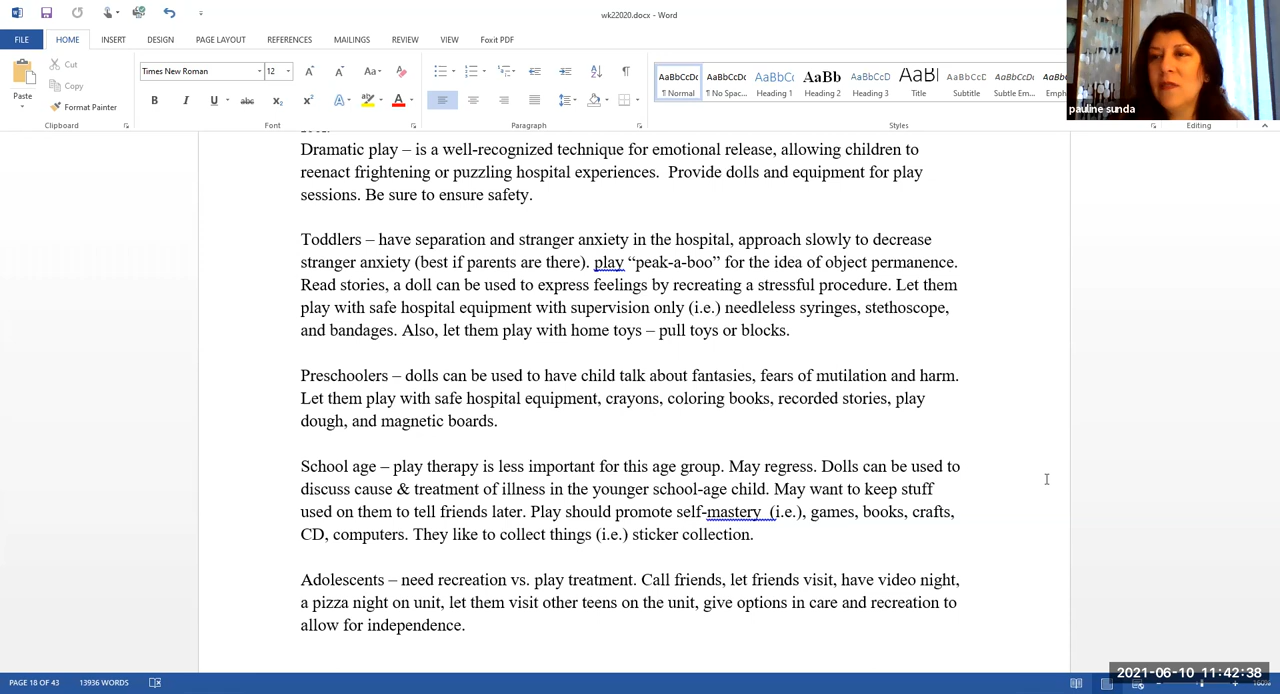 wk22020.docx - Word
FILE HOME INSERT DESIGN PAGE LAYOUT REFERENCES MAILINGS REVIEW VIEW Foxit PDF
Paste
Cut
Copy
Format Painter
Clipboard
Times New Roman 12
Font
Paragraph
AaBbCcDc AaBbCcDc AaBbCc AaBb AaBbCcD AaB AaBbCcD AaBbCcDc AaBb
¶ Normal ¶ No Spac... Heading 1 Heading 2 Heading 3 Title Subtitle Subtle Em... Emph
Styles
Editing
pauline sunda
Dramatic play – is a well-recognized technique for emotional release, allowing children to
reenact frightening or puzzling hospital experiences. Provide dolls and equipment for play
sessions. Be sure to ensure safety.
Toddlers – have separation and stranger anxiety in the hospital, approach slowly to decrease
stranger anxiety (best if parents are there). play “peak-a-boo” for the idea of object permanence.
Read stories, a doll can be used to express feelings by recreating a stressful procedure. Let them
play with safe hospital equipment with supervision only (i.e.) needleless syringes, stethoscope,
and bandages. Also, let them play with home toys – pull toys or blocks.
Preschoolers – dolls can be used to have child talk about fantasies, fears of mutilation and harm.
Let them play with safe hospital equipment, crayons, coloring books, recorded stories, play
dough, and magnetic boards.
School age – play therapy is less important for this age group. May regress. Dolls can be used to
discuss cause & treatment of illness in the younger school-age child. May want to keep stuff
used on them to tell friends later. Play should promote self-mastery (i.e.), games, books, crafts,
CD, computers. They like to collect things (i.e.) sticker collection.
Adolescents – need recreation vs. play treatment. Call friends, let friends visit, have video night,
a pizza night on unit, let them visit other teens on the unit, give options in care and recreation to
allow for independence.
PAGE 18 OF 43 13936 WORDS
2021-06-10 11:42:38